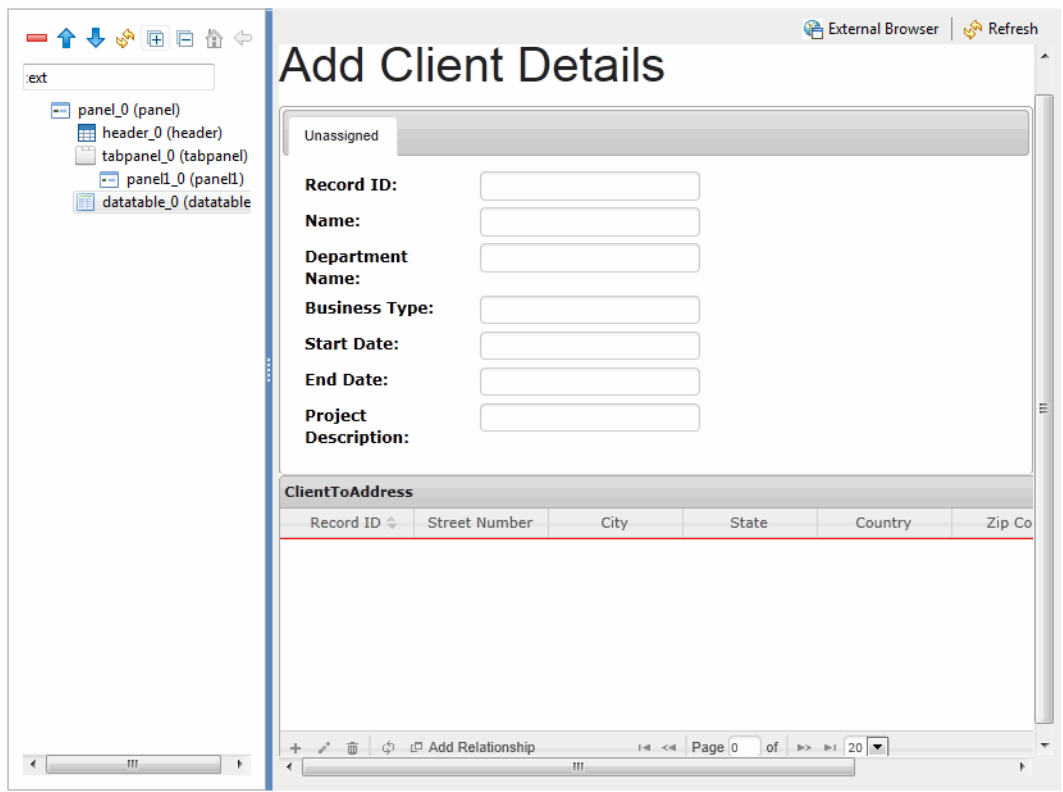 External Browser
Refresh
:ext
panel_0 (panel)
header_0 (header)
tabpanel_0 (tabpanel)
panel1_0 (panel1)
datatable_0 (datatable
Add Client Details
Unassigned
Record ID:
Name:
Department
Name:
Business Type:
Start Date:
End Date:
Project
Description:
ClientToAddress
Record ID Street Number City State Country Zip Co
Add Relationship Page 0 of 20